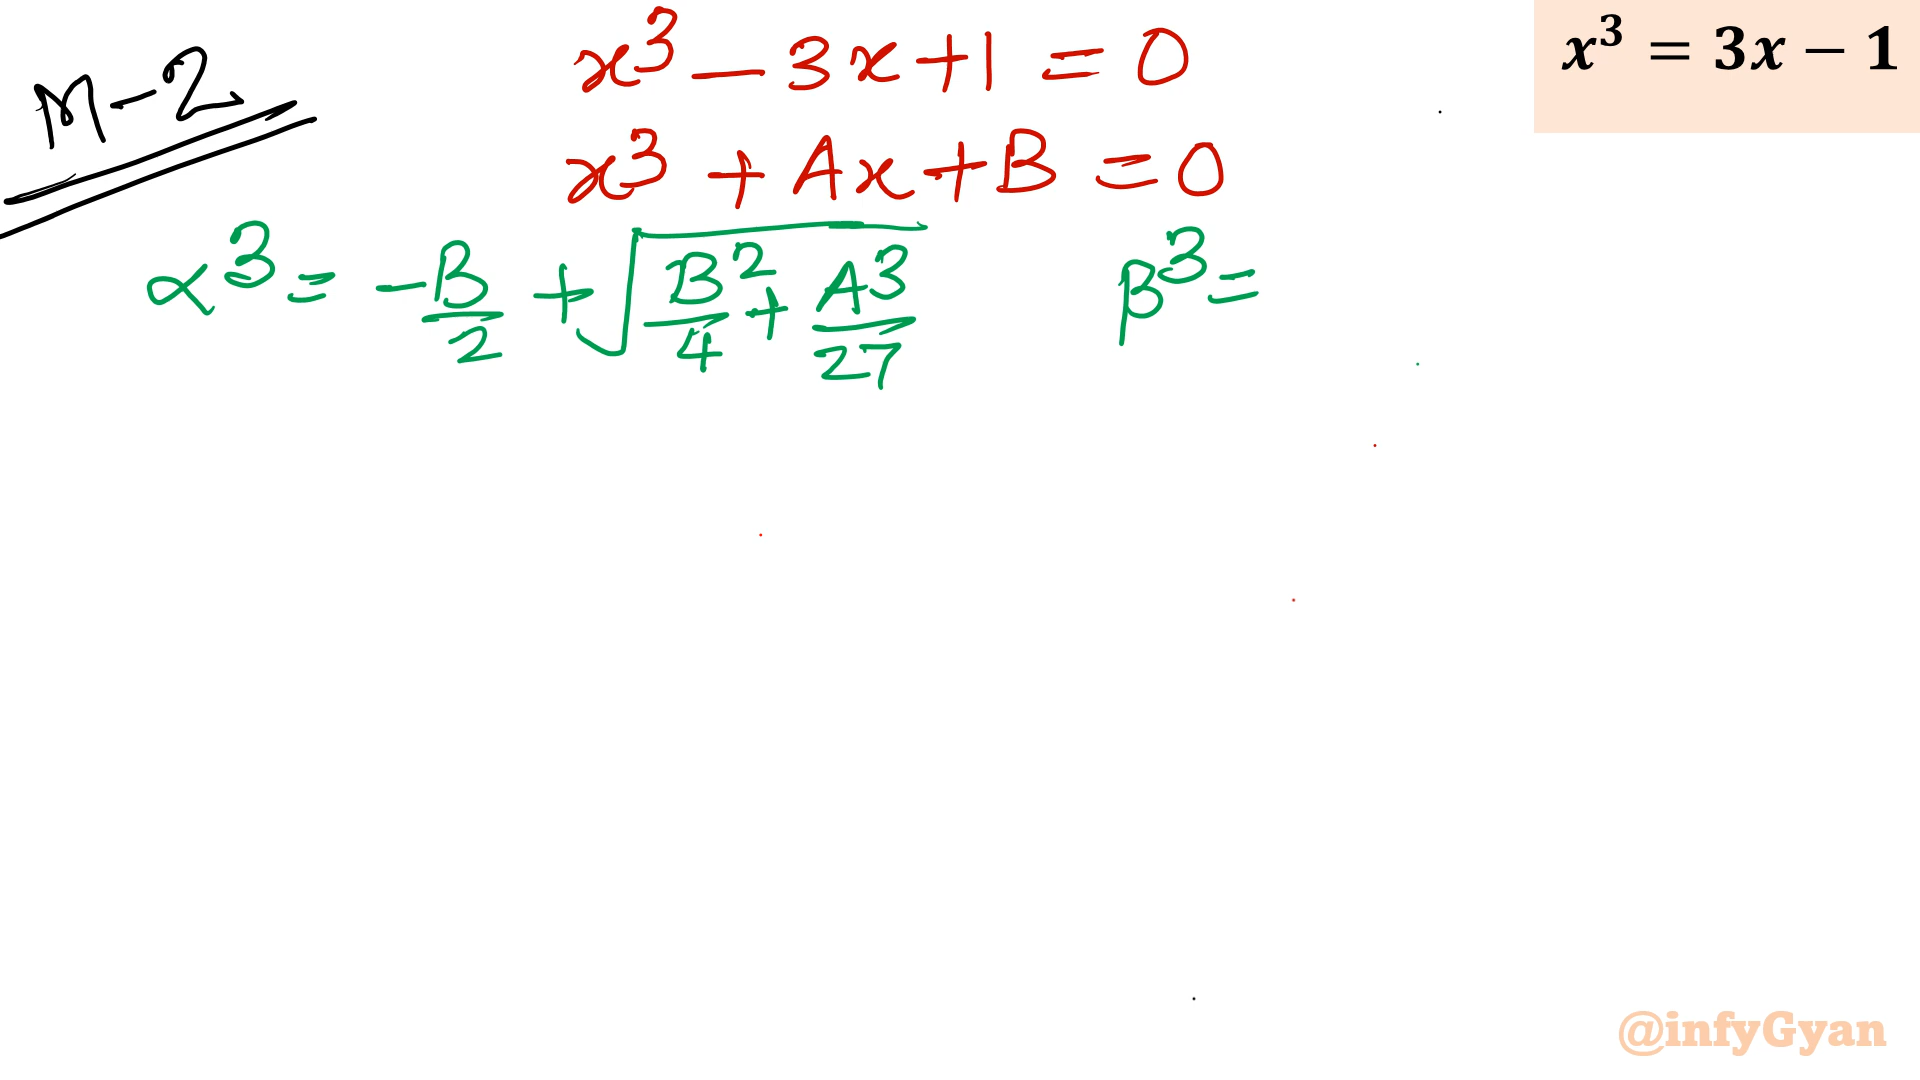 M-2
x³ - 3x + 1 = 0
x³ = 3x − 1
x³ + Ax + B = 0
α³ = -B/2 + √(B²/4 + A³/27)
β³ =
@infyGyan